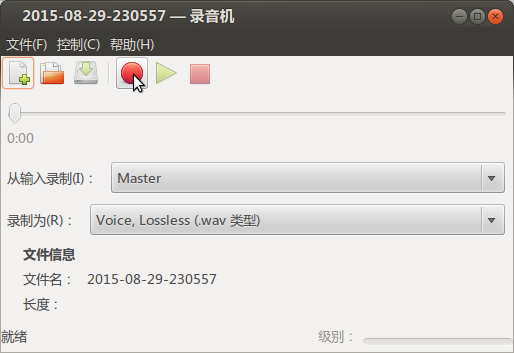 2015-08-29-230557 — 录音机
文件(F) 控制(C) 帮助(H)
0:00
从输入录制(I)： Master
录制为(R)： Voice, Lossless (.wav 类型)
文件信息
文件名： 2015-08-29-230557
长度：
就绪 级别：